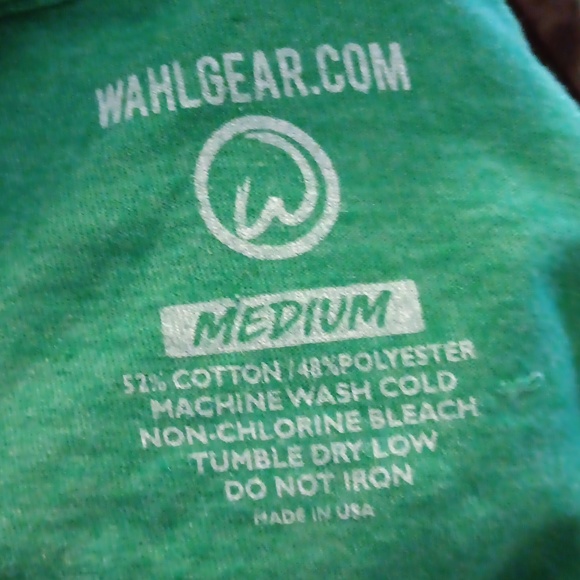 WAHLGEAR.COM
W
MEDIUM
52% COTTON / 48% POLYESTER
MACHINE WASH COLD
NON-CHLORINE BLEACH
TUMBLE DRY LOW
DO NOT IRON
MADE IN USA